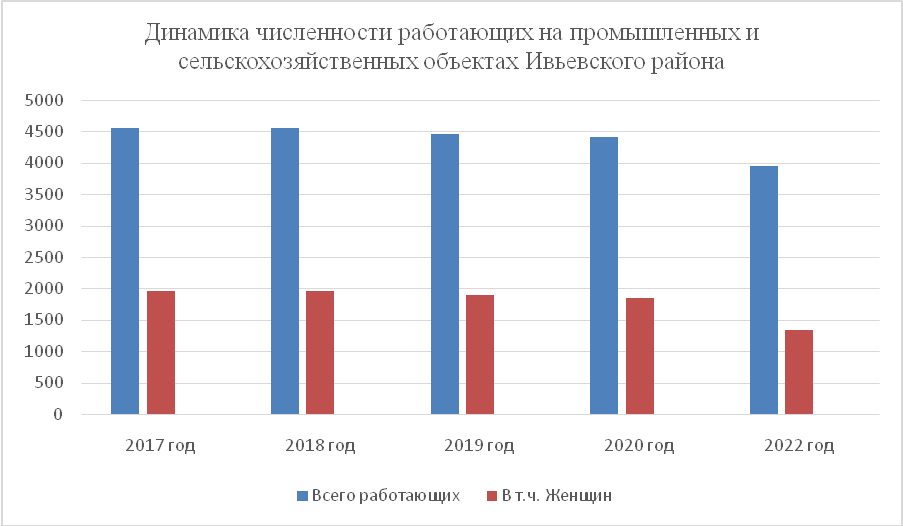 Динамика численности работающих на промышленных и
сельскохозяйственных объектах Ивьевского района
5000
4500
4000
3500
3000
2500
2000
1500
1000
500
0
2017 год
2018 год
2019 год
2020 год
2022 год
Всего работающих
В т.ч. Женщин